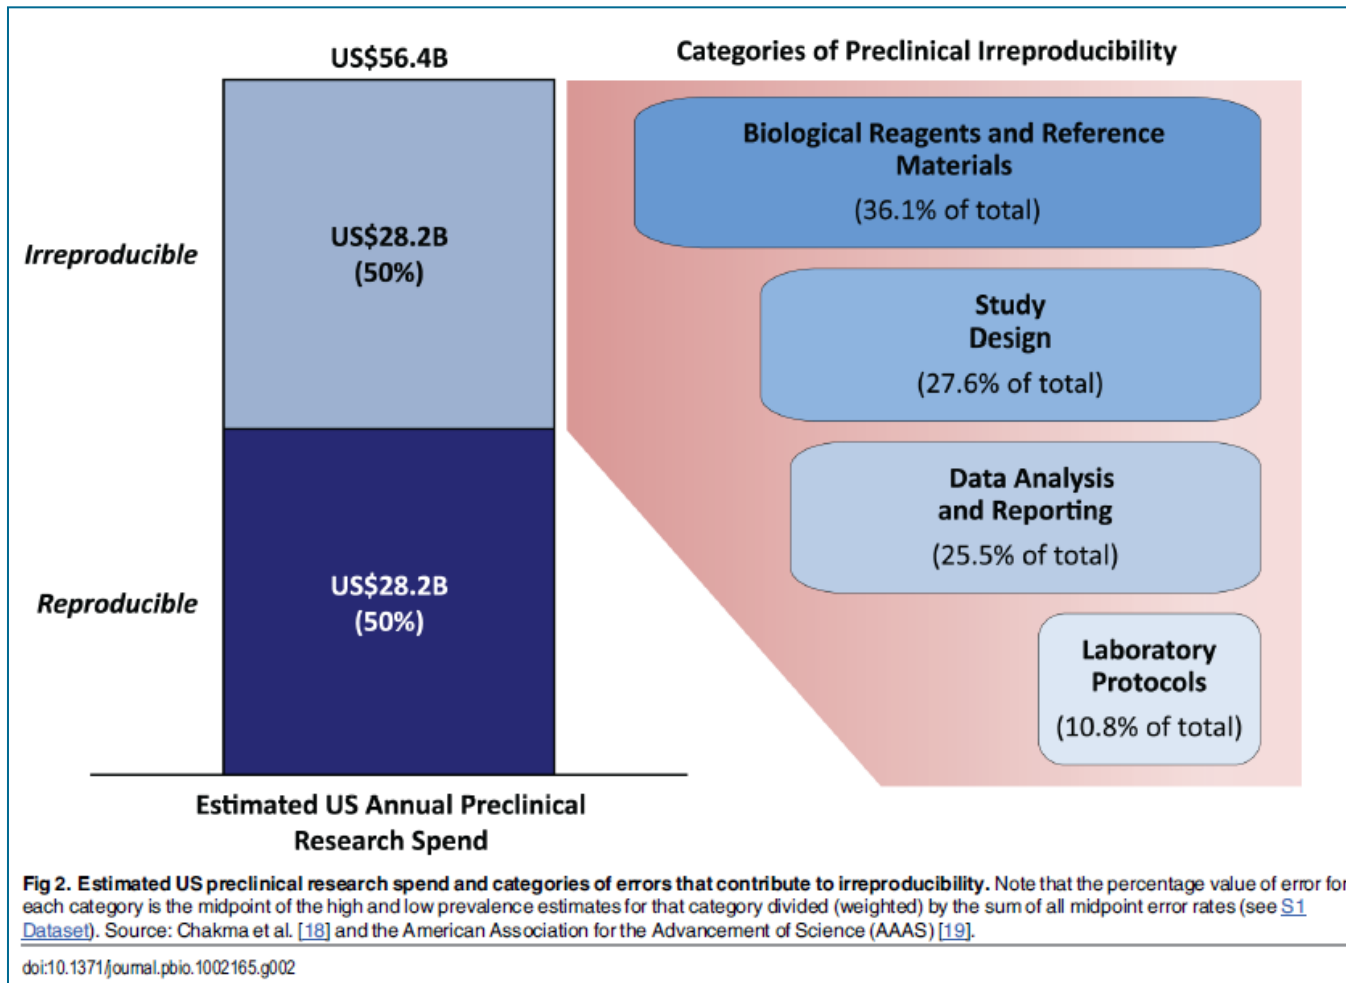 US$56.4B
Categories of Preclinical Irreproducibility
Irreproducible
US$28.2B
(50%)
Reproducible
US$28.2B
(50%)
Biological Reagents and Reference
Materials
(36.1% of total)
Study
Design
(27.6% of total)
Data Analysis
and Reporting
(25.5% of total)
Laboratory
Protocols
(10.8% of total)
Estimated US Annual Preclinical
Research Spend
Fig 2. Estimated US preclinical research spend and categories of errors that contribute to irreproducibility. Note that the percentage value of error for
each category is the midpoint of the high and low prevalence estimates for that category divided (weighted) by the sum of all midpoint error rates (see S1
Dataset). Source: Chakma et al. [18] and the American Association for the Advancement of Science (AAAS) [19].
doi:10.1371/journal.pbio.1002165.g002